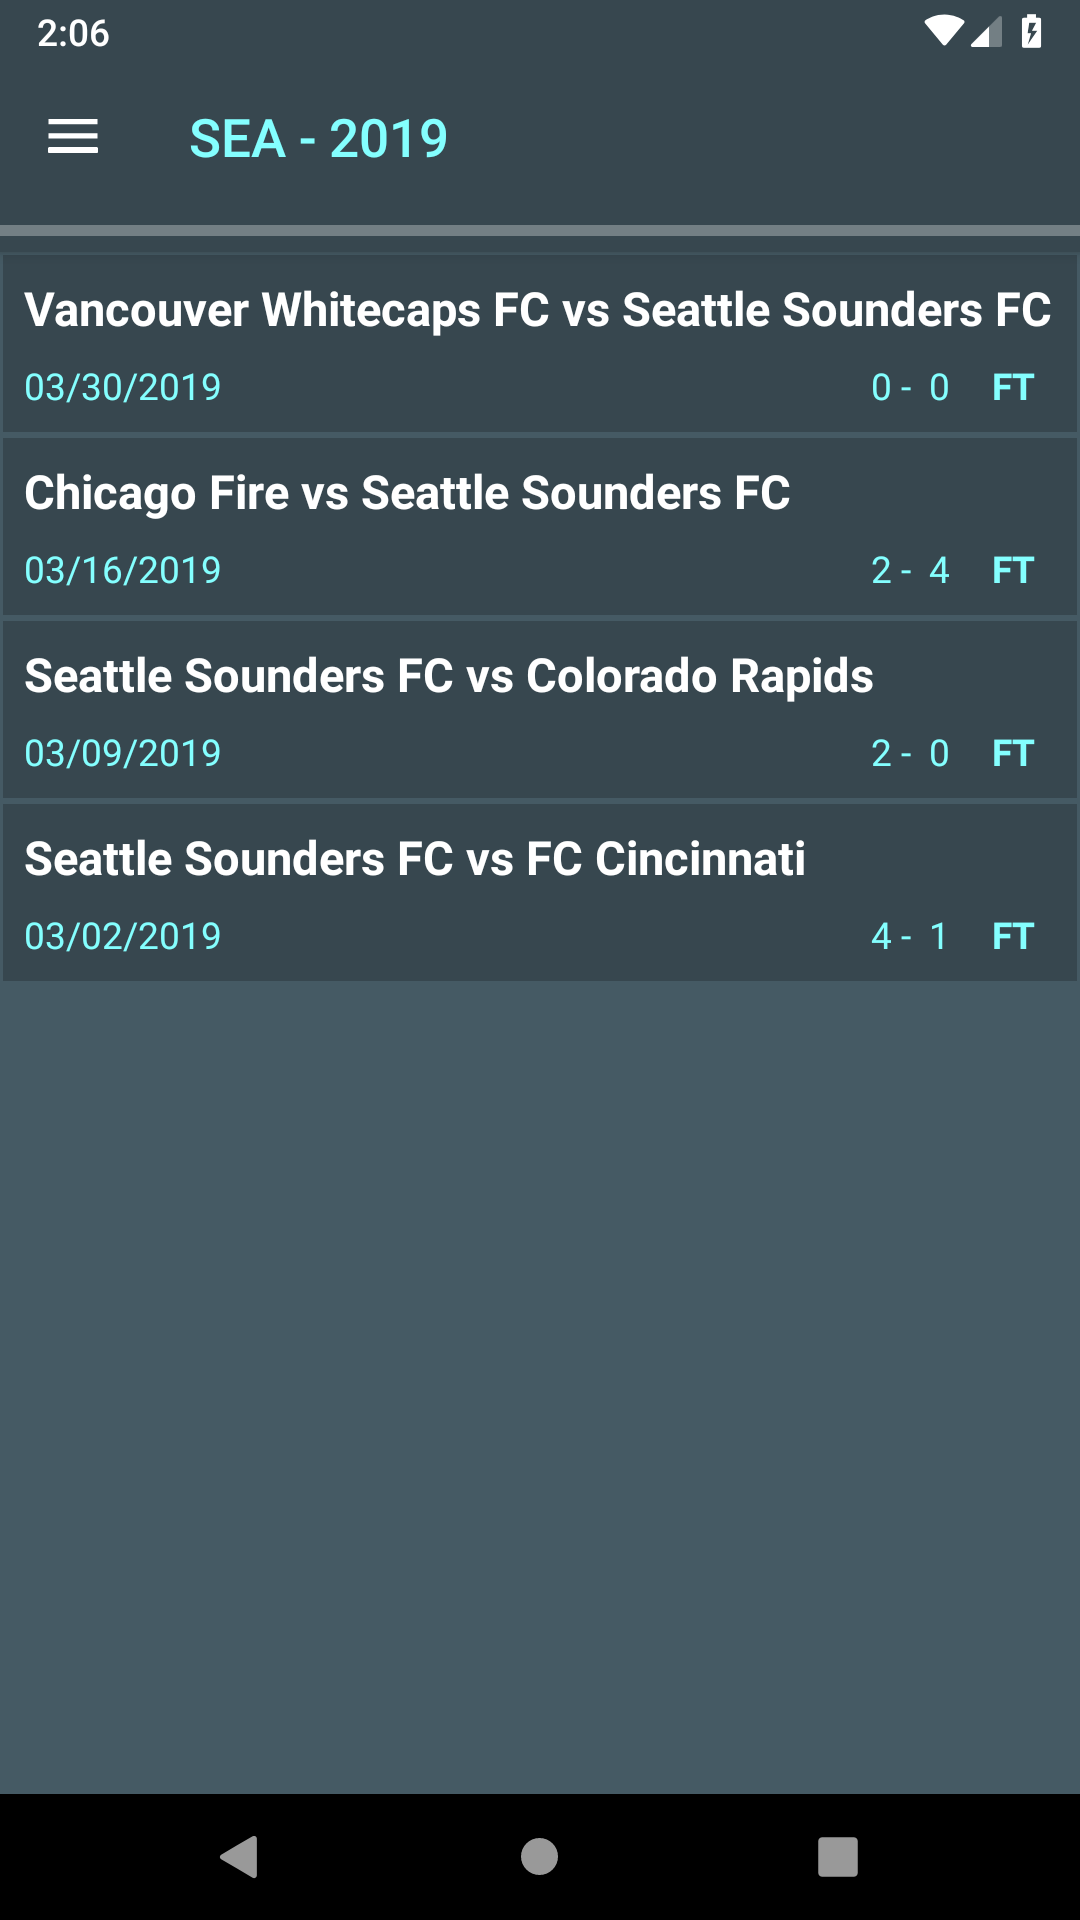 2:06
SEA - 2019
Vancouver Whitecaps FC vs Seattle Sounders FC
03/30/2019 0 - 0 FT
Chicago Fire vs Seattle Sounders FC
03/16/2019 2 - 4 FT
Seattle Sounders FC vs Colorado Rapids
03/09/2019 2 - 0 FT
Seattle Sounders FC vs FC Cincinnati
03/02/2019 4 - 1 FT